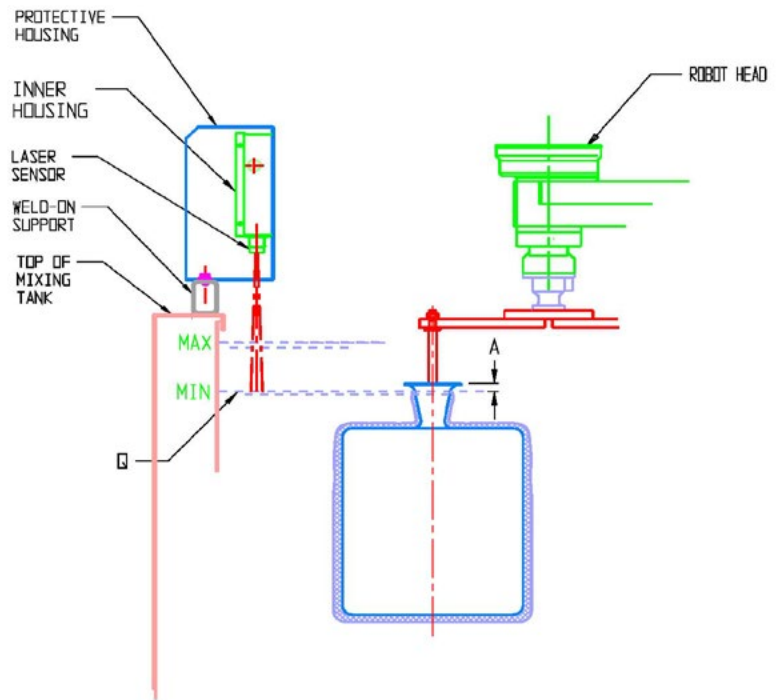 PROTECTIVE
HOUSING
INNER
HOUSING
LASER
SENSOR
WELD-ON
SUPPORT
TOP OF
MIXING
TANK
ROBOT HEAD
MAX
A
MIN
Q